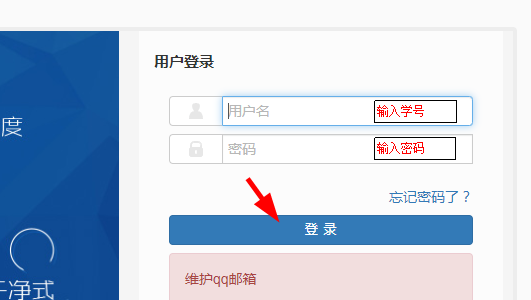 用户登录
度
用户名 输入学号
密码 输入密码
忘记密码了？
登 录
维护qq邮箱
净式